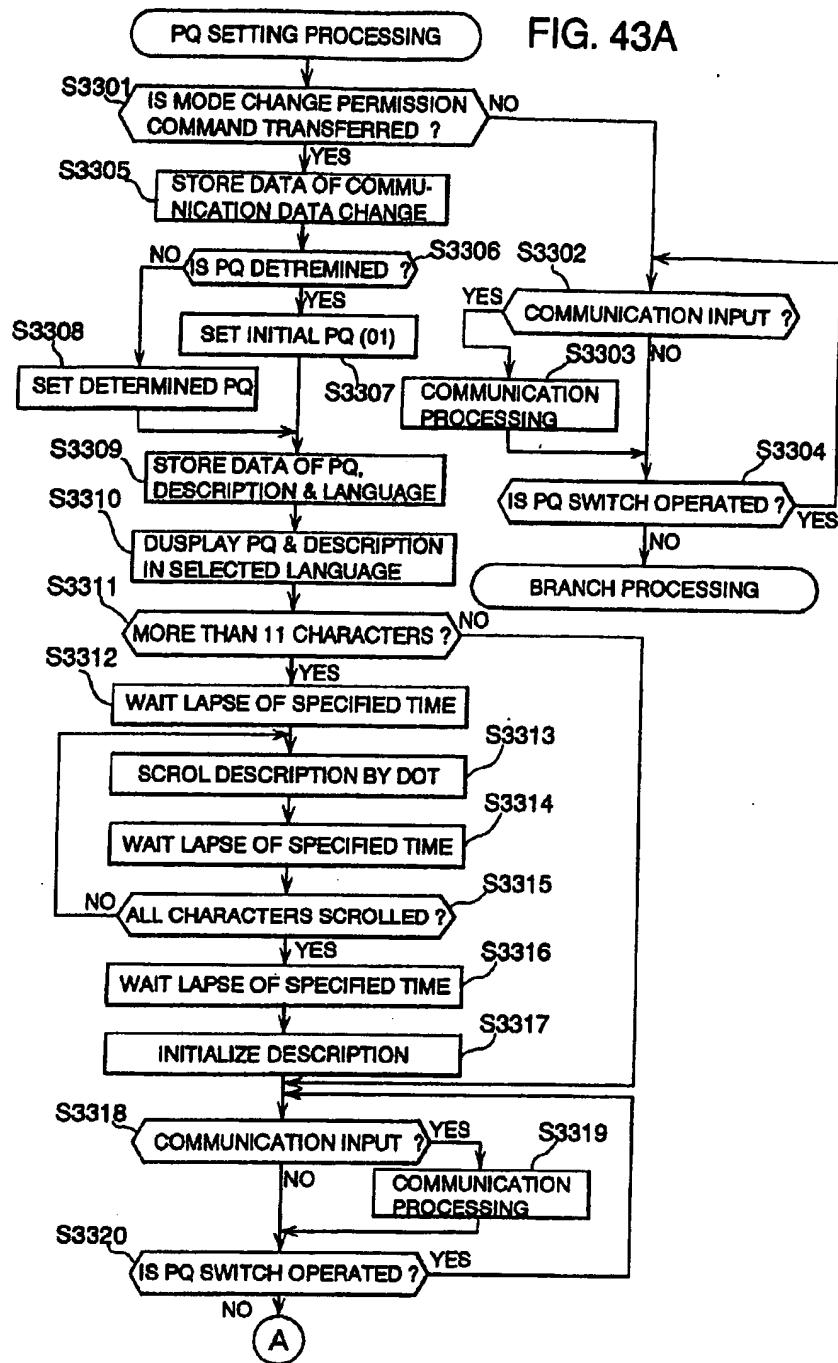 PQ SETTING PROCESSING
FIG. 43A
S3301
IS MODE CHANGE PERMISSION
COMMAND TRANSFERRED ?
NO
YES
S3305
STORE DATA OF COMMU-
NICATION DATA CHANGE
NO
S3306
IS PQ DETREMINED ?
YES
S3302
YES
COMMUNICATION INPUT ?
SET INITIAL PQ (01)
S3308
S3307
S3303
NO
SET DETERMINED PQ
COMMUNICATION
PROCESSING
S3309
STORE DATA OF PQ,
DESCRIPTION & LANGUAGE
S3304
IS PQ SWITCH OPERATED ?
YES
S3310
DUSPLAY PQ & DESCRIPTION
IN SELECTED LANGUAGE
NO
BRANCH PROCESSING
S3311
MORE THAN 11 CHARACTERS ?
NO
S3312
YES
WAIT LAPSE OF SPECIFIED TIME
S3313
SCROL DESCRIPTION BY DOT
S3314
WAIT LAPSE OF SPECIFIED TIME
NO
S3315
ALL CHARACTERS SCROLLED ?
YES
S3316
WAIT LAPSE OF SPECIFIED TIME
S3317
INITIALIZE DESCRIPTION
S3318
COMMUNICATION INPUT ?
YES
S3319
NO
COMMUNICATION
PROCESSING
S3320
IS PQ SWITCH OPERATED ?
YES
NO
A